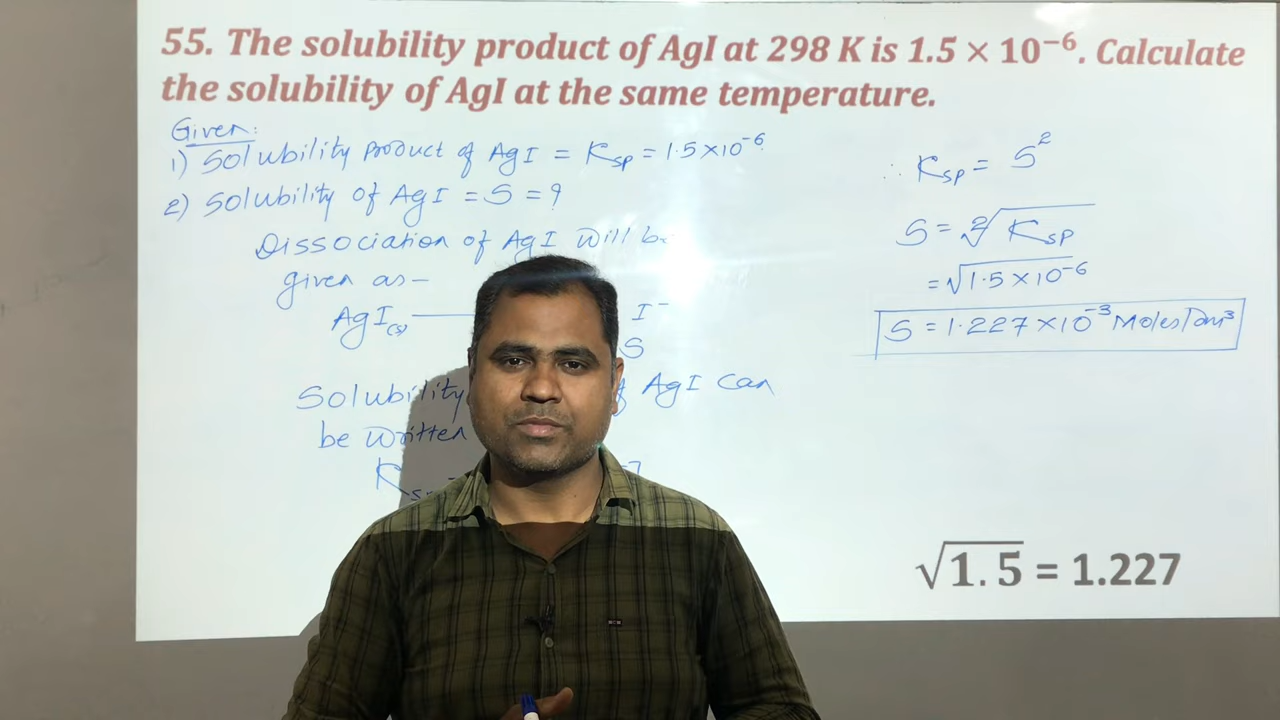 55. The solubility product of AgI at 298 K is 1.5 × 10⁻⁶. Calculate
the solubility of AgI at the same temperature.
Given:
1) Solubility product of AgI = Ksp = 1.5×10⁻⁶
2) Solubility of AgI = S = ?
Dissociation of AgI will be
given as –
AgI(s) I⁻
S
Solubility of AgI can
be written
Ksp =
∴ Ksp = S²
S = ²√Ksp
= √1.5×10⁻⁶
S = 1.227 ×10⁻³ Moles/dm³
√1.5 = 1.227